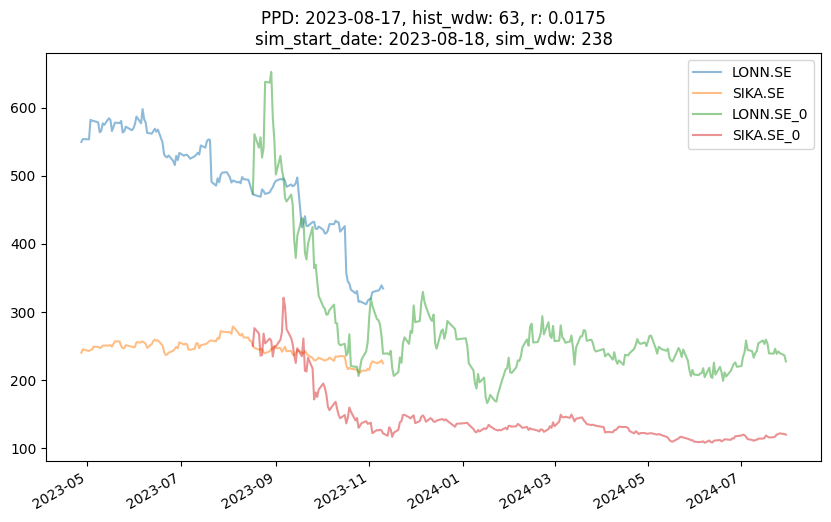 PPD: 2023-08-17, hist_wdw: 63, r: 0.0175
sim_start_date: 2023-08-18, sim_wdw: 238
LONN.SE
SIKA.SE
LONN.SE_0
SIKA.SE_0
600
500
400
300
200
100
2023-05
2023-07
2023-09
2023-11
2024-01
2024-03
2024-05
2024-07